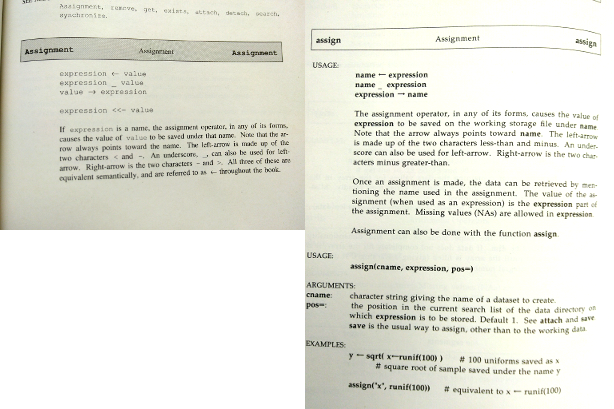 Assignment, remove, get, exists, attach, detach, search,
synchronize.
Assignment Assignment Assignment
expression ← value
expression _ value
value → expression
expression <<- value
If expression is a name, the assignment operator, in any of its forms,
causes the value of value to be saved under that name. Note that the ar-
row always points toward the name. The left-arrow is made up of the
two characters < and -. An underscore, _, can also be used for left-
arrow. Right-arrow is the two characters - and >. All three of these are
equivalent semantically, and are referred to as ← throughout the book.
assign Assignment assign
USAGE:
name ← expression
name _ expression
expression → name
The assignment operator, in any of its forms, causes the value of
expression to be saved on the working storage file under name.
Note that the arrow always points toward name. The left-arrow
is made up of the two characters less-than and minus. An under-
score can also be used for left-arrow. Right-arrow is the two char-
acters minus greater-than.
Once an assignment is made, the data can be retrieved by men-
tioning the name used in the assignment. The value of the as-
signment (when used as an expression) is the expression part of
the assignment. Missing values (NAs) are allowed in expression.
Assignment can also be done with the function assign.
USAGE:
assign(cname, expression, pos=)
ARGUMENTS:
cname: character string giving the name of a dataset to create.
pos=: the position in the current search list of the data directory on
which expression is to be stored. Default 1. See attach and save
save is the usual way to assign, other than to the working data.
EXAMPLES:
y ← sqrt( x←runif(100) ) # 100 uniforms saved as x
# square root of sample saved under the name y
assign("x", runif(100)) # equivalent to x ← runif(100)